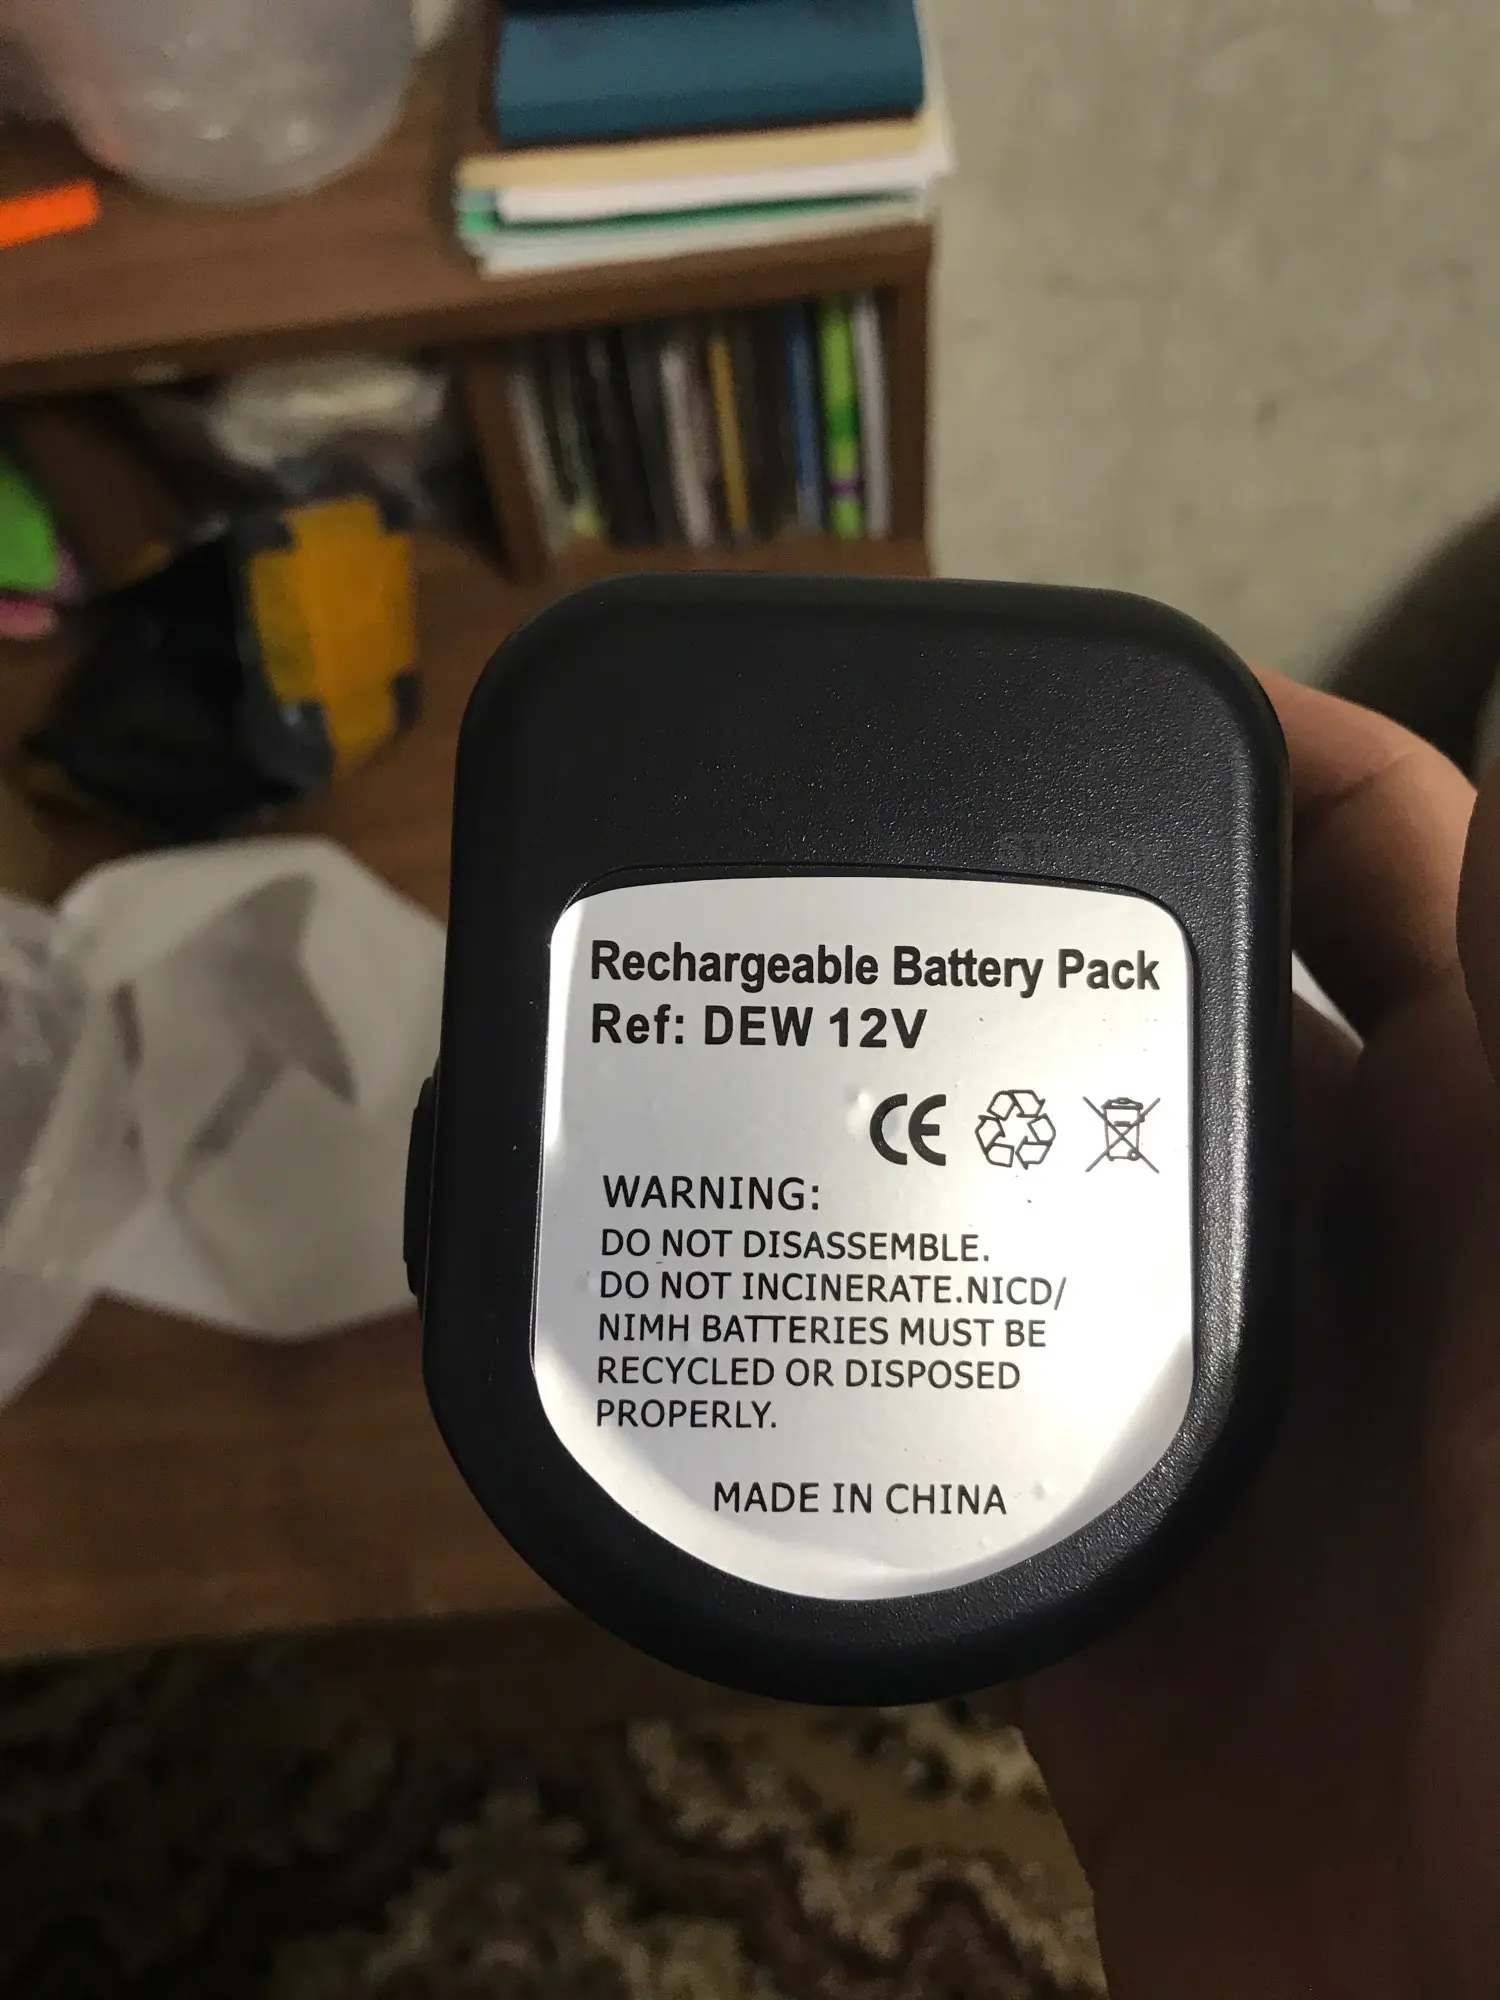 Rechargeable Battery Pack
Ref: DEW 12V
CE
WARNING:
DO NOT DISASSEMBLE.
DO NOT INCINERATE.NICD/
NIMH BATTERIES MUST BE
RECYCLED OR DISPOSED
PROPERLY.
MADE IN CHINA